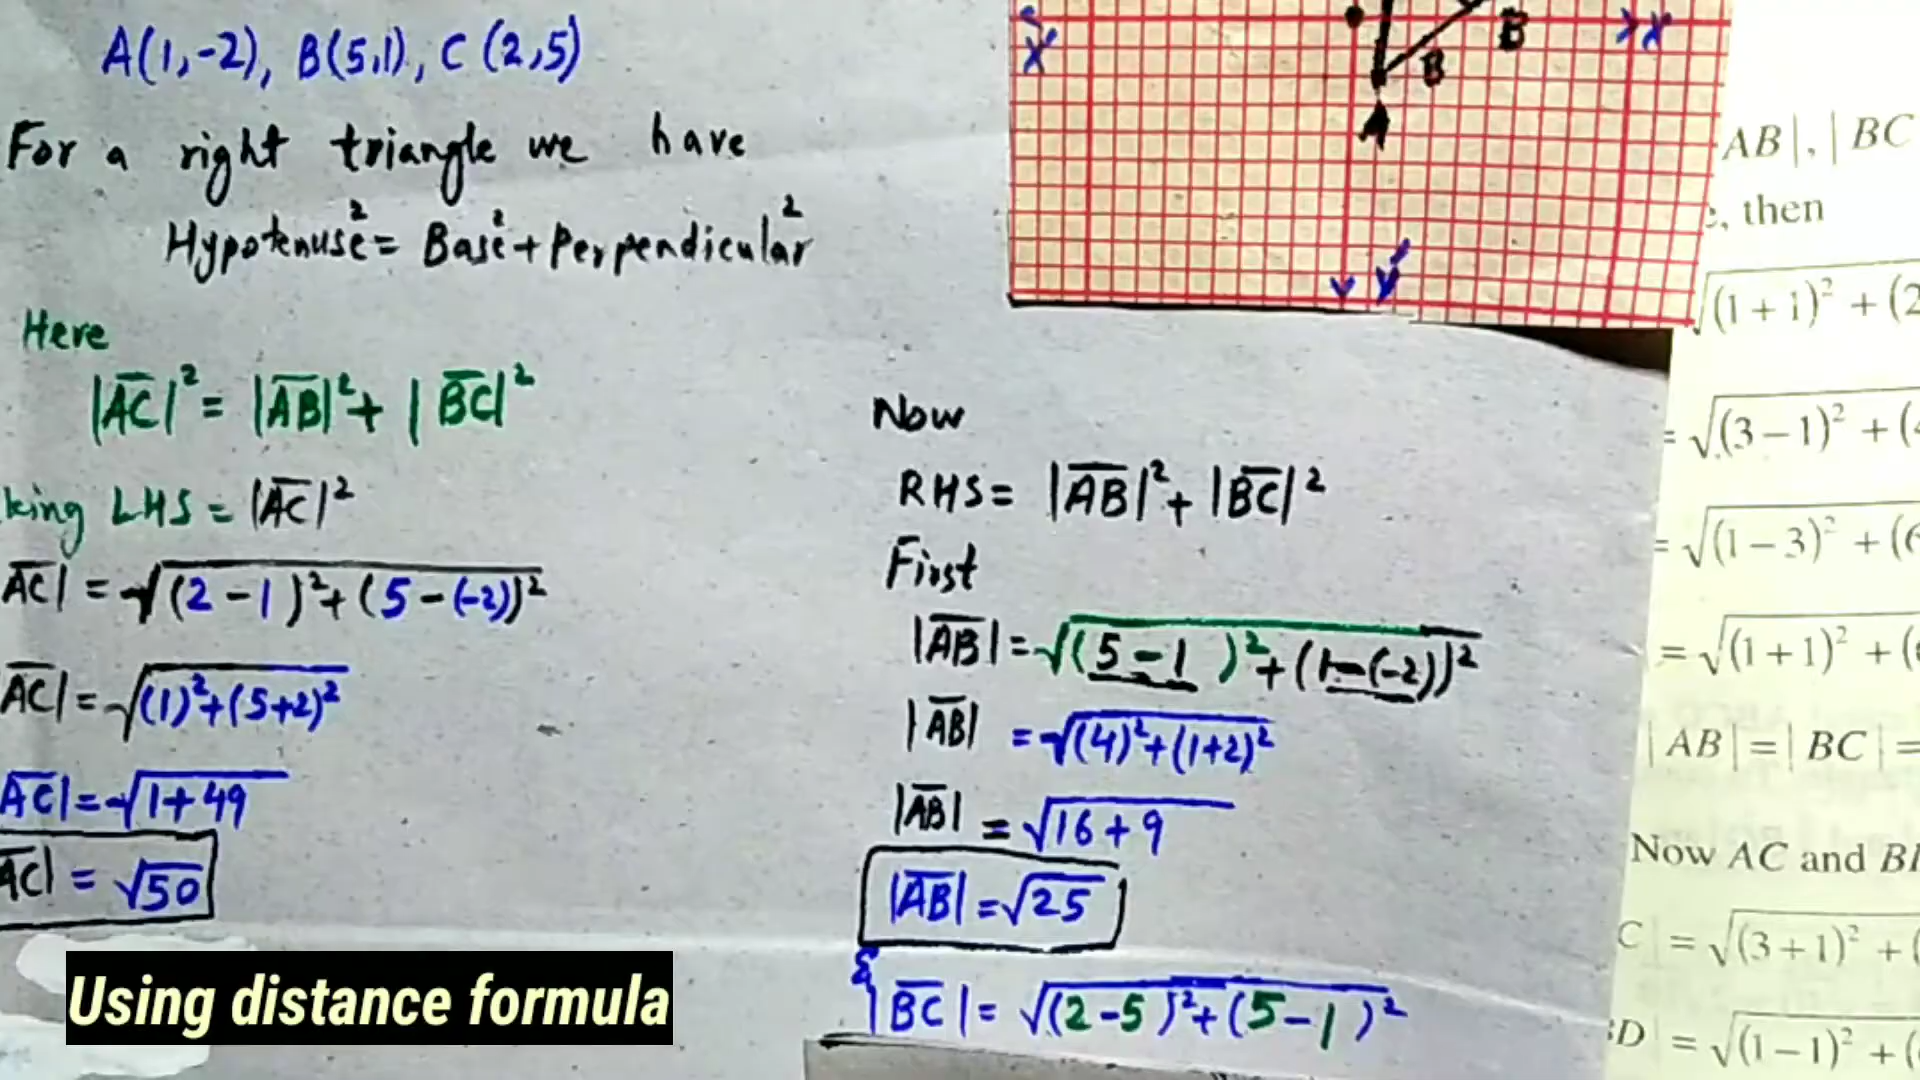 A(1,-2), B(5,1), C(2,5)
For a right triangle we have
Hypotenuse² = Base² + Perpendicular²
Here
|AC|² = |AB|² + |BC|²
king LHS = |AC|²
AC| = √(2-1)²+(5-(-2))²
AC| = √(1)²+(5+2)²
AC| = √1+49
AC| = √50
Using distance formula
X'
X
B
B
A
Y'
Now
RHS = |AB|² + |BC|²
First
|AB| = √(5-1)²+(1-(-2))²
|AB| = √(4)²+(1+2)²
|AB| = √16+9
|AB| = √25
& |BC| = √(2-5)²+(5-1)²
AB|, |BC
, then
√(1+1)² + (2
= √(3-1)² + (4
= √(1-3)² + (6
= √(1+1)² + (
|AB| = |BC| =
Now AC and B
C| = √(3+1)² + (
D = √(1-1)² + (